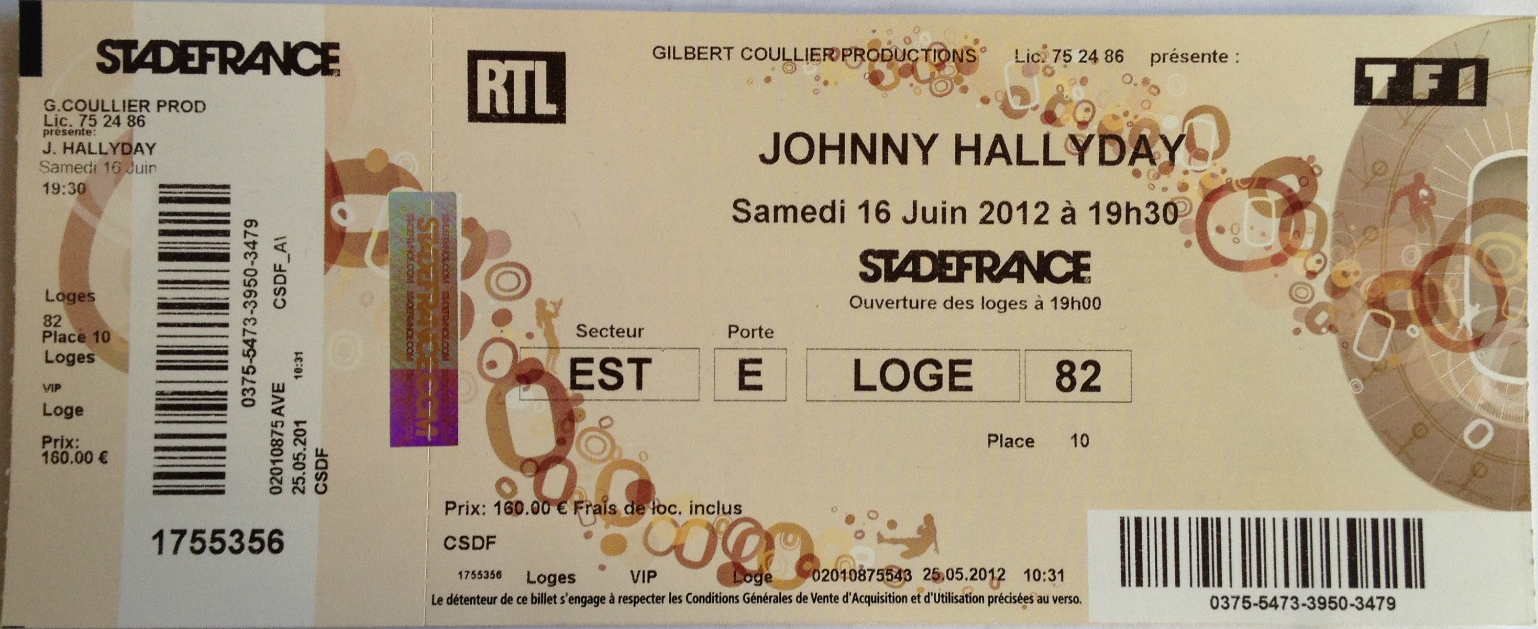 STADEFRANCE
G.COULLIER PROD
Lic. 75 24 86
présente:
J. HALLYDAY
Samedi 16 Juin
19:30
Loges
82
Place 10
Loges
VIP
Loge
Prix:
160.00 €
0375-5473-3950-3479
CSDF_A\
02010875AVE
10:31
25.05.201
CSDF
1755356
STADEFRANCE.COM
RTL
GILBERT COULLIER PRODUCTIONS Lic. 75 24 86 présente :
TF1
JOHNNY HALLYDAY
Samedi 16 Juin 2012 à 19h30
STADEFRANCE
Ouverture des loges à 19h00
Secteur Porte
EST E LOGE 82
Place 10
Prix: 160.00 € Frais de loc. inclus
CSDF
1755356 Loges VIP Loge 02010875543 25.05.2012 10:31
Le détenteur de ce billet s'engage à respecter les Conditions Générales de Vente d'Acquisition et d'Utilisation précisées au verso.
0375-5473-3950-3479